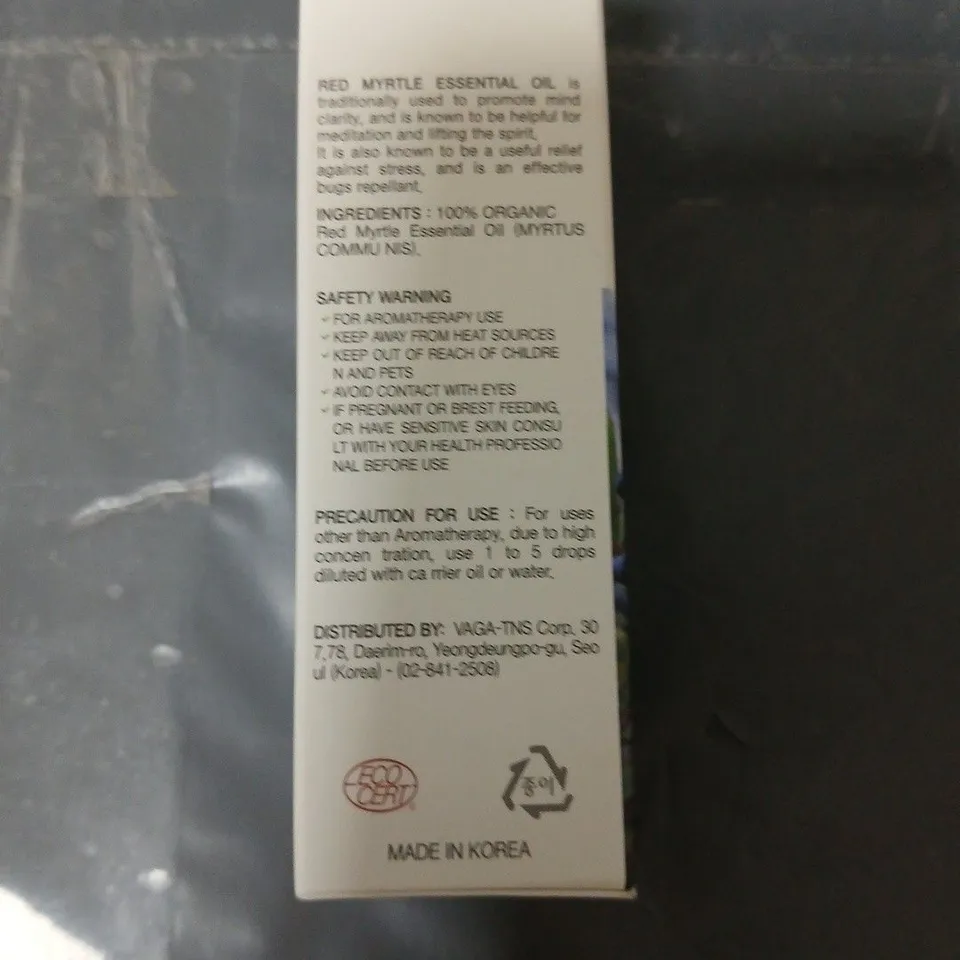 RED MYRTLE ESSENTIAL OIL is
traditionally used to promote mind
clarity, and is known to be helpful for
meditation and lifting the spirit.
It is also known to be a useful relief
against stress, and is an effective
bugs repellant.
INGREDIENTS : 100% ORGANIC
Red Myrtle Essential Oil (MYRTUS
COMMU NIS).
SAFETY WARNING
✓ FOR AROMATHERAPY USE
✓ KEEP AWAY FROM HEAT SOURCES
✓ KEEP OUT OF REACH OF CHILDRE
N AND PETS
✓ AVOID CONTACT WITH EYES
✓ IF PREGNANT OR BREST FEEDING,
OR HAVE SENSITIVE SKIN CONSU
LT WITH YOUR HEALTH PROFESSIO
NAL BEFORE USE
PRECAUTION FOR USE : For uses
other than Aromatherapy, due to high
concen tration, use 1 to 5 drops
diluted with ca rrier oil or water.
DISTRIBUTED BY: VAGA-TNS Corp, 30
7,78, Daerim-ro, Yeongdeungpo-gu, Seo
ul (Korea) - (02-841-2508)
ECO
CERT
종이
MADE IN KOREA